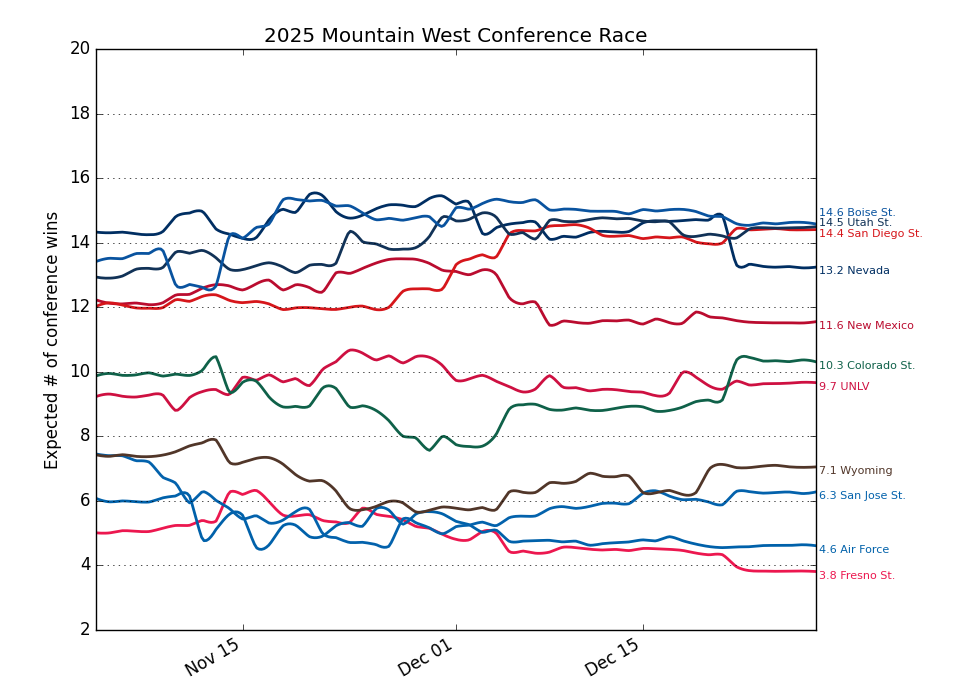 2025 Mountain West Conference Race
Expected # of conference wins
20
18
16
14
12
10
8
6
4
2
14.6 Boise St.
14.5 Utah St.
14.4 San Diego St.
13.2 Nevada
11.6 New Mexico
10.3 Colorado St.
9.7 UNLV
7.1 Wyoming
6.3 San Jose St.
4.6 Air Force
3.8 Fresno St.
Nov 15
Dec 01
Dec 15